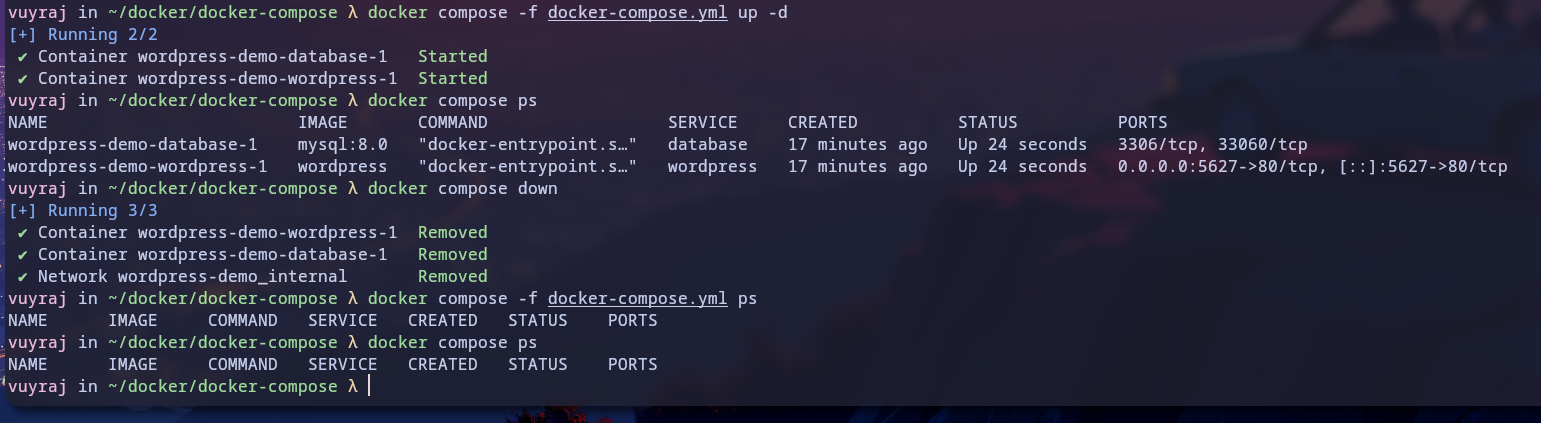 vuyraj in ~/docker/docker-compose λ docker compose -f docker-compose.yml up -d
[+] Running 2/2
✔ Container wordpress-demo-database-1 Started
✔ Container wordpress-demo-wordpress-1 Started
vuyraj in ~/docker/docker-compose λ docker compose ps
NAME IMAGE COMMAND SERVICE CREATED STATUS PORTS
wordpress-demo-database-1 mysql:8.0 "docker-entrypoint.s…" database 17 minutes ago Up 24 seconds 3306/tcp, 33060/tcp
wordpress-demo-wordpress-1 wordpress "docker-entrypoint.s…" wordpress 17 minutes ago Up 24 seconds 0.0.0.0:5627->80/tcp, [::]:5627->80/tcp
vuyraj in ~/docker/docker-compose λ docker compose down
[+] Running 3/3
✔ Container wordpress-demo-wordpress-1 Removed
✔ Container wordpress-demo-database-1 Removed
✔ Network wordpress-demo_internal Removed
vuyraj in ~/docker/docker-compose λ docker compose -f docker-compose.yml ps
NAME IMAGE COMMAND SERVICE CREATED STATUS PORTS
vuyraj in ~/docker/docker-compose λ docker compose ps
NAME IMAGE COMMAND SERVICE CREATED STATUS PORTS
vuyraj in ~/docker/docker-compose λ